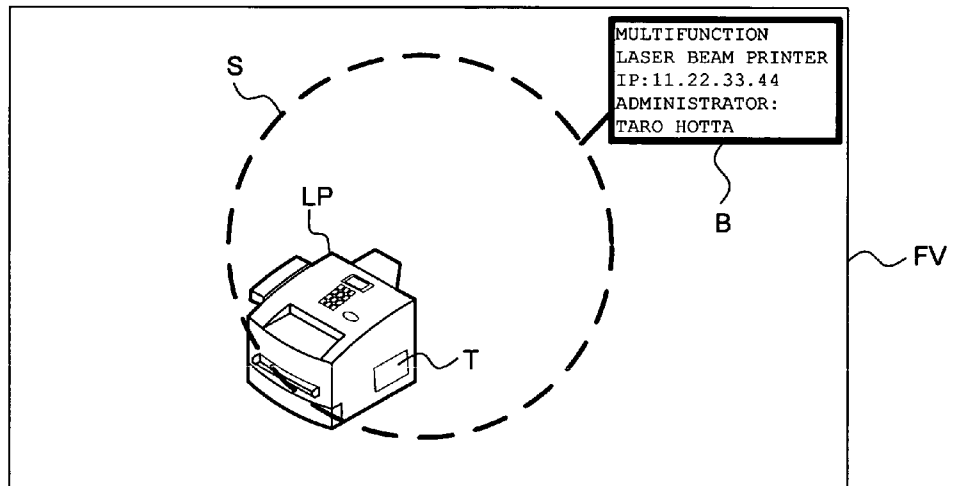 MULTIFUNCTION
LASER BEAM PRINTER
IP:11.22.33.44
ADMINISTRATOR:
TARO HOTTA
S
LP
B
FV
T